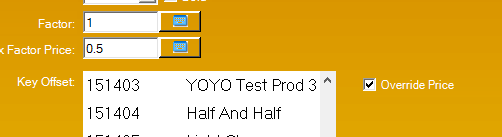 Factor: 1
x Factor Price: 0.5
Key Offset: 151403 YOYO Test Prod 3 Override Price
151404 Half And Half